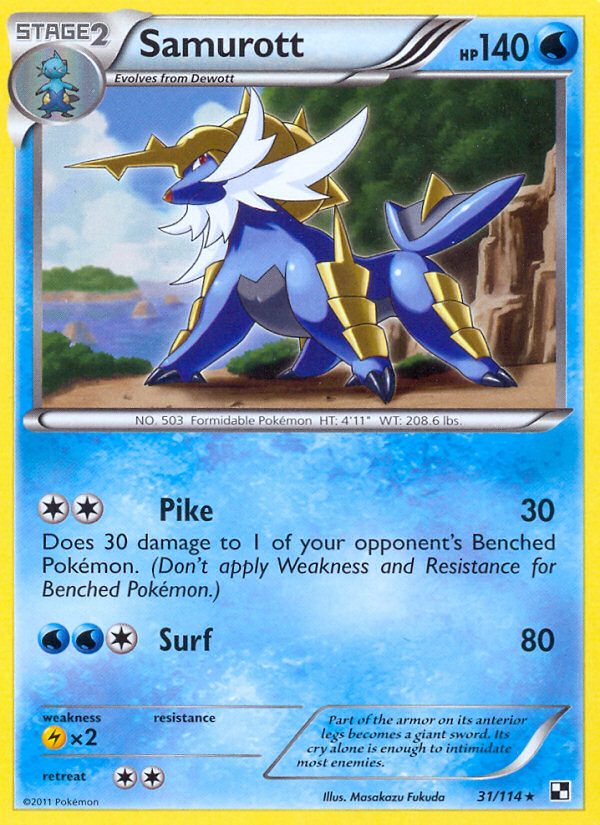 STAGE2
Samurott
HP140
Evolves from Dewott
NO. 503 Formidable Pokémon HT: 4'11" WT: 208.6 lbs.
Pike 30
Does 30 damage to 1 of your opponent's Benched
Pokémon. (Don't apply Weakness and Resistance for
Benched Pokémon.)
Surf 80
weakness resistance
×2
retreat
Part of the armor on its anterior
legs becomes a giant sword. Its
cry alone is enough to intimidate
most enemies.
©2011 Pokémon
Illus. Masakazu Fukuda 31/114★